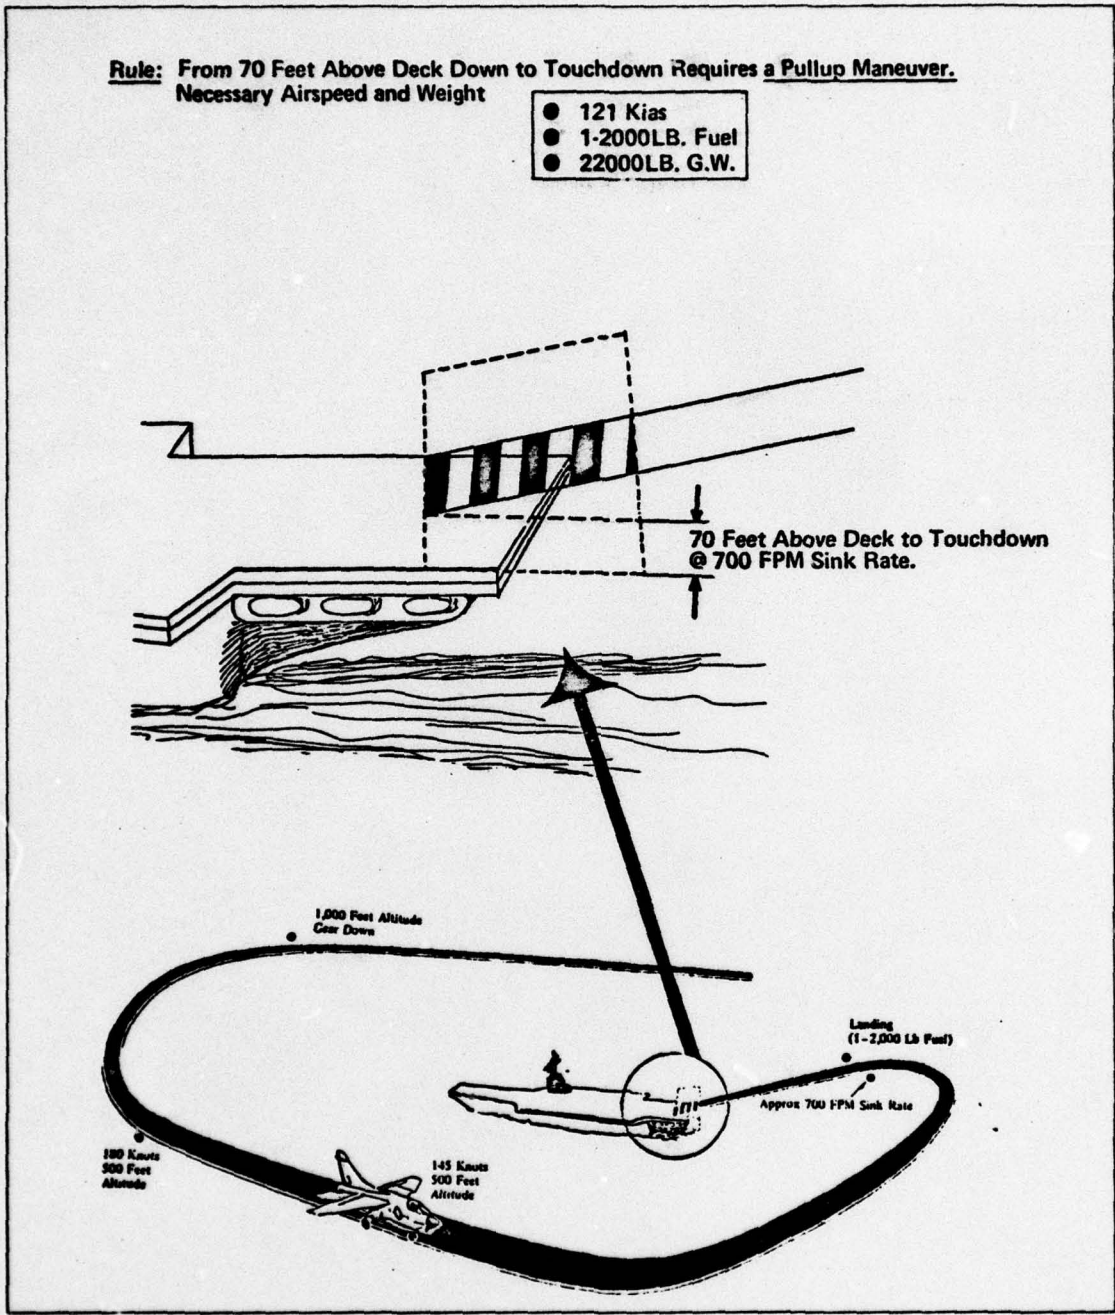 Rule: From 70 Feet Above Deck Down to Touchdown Requires a Pullup Maneuver.
Necessary Airspeed and Weight
● 121 Kias
● 1-2000LB. Fuel
● 22000LB. G.W.
70 Feet Above Deck to Touchdown
@ 700 FPM Sink Rate.
1,000 Feet Altitude
Gear Down
Landing
(1-2,000 Lb Fuel)
Approx 700 FPM Sink Rate
180 Knots
500 Feet
Altitude
145 Knots
500 Feet
Altitude